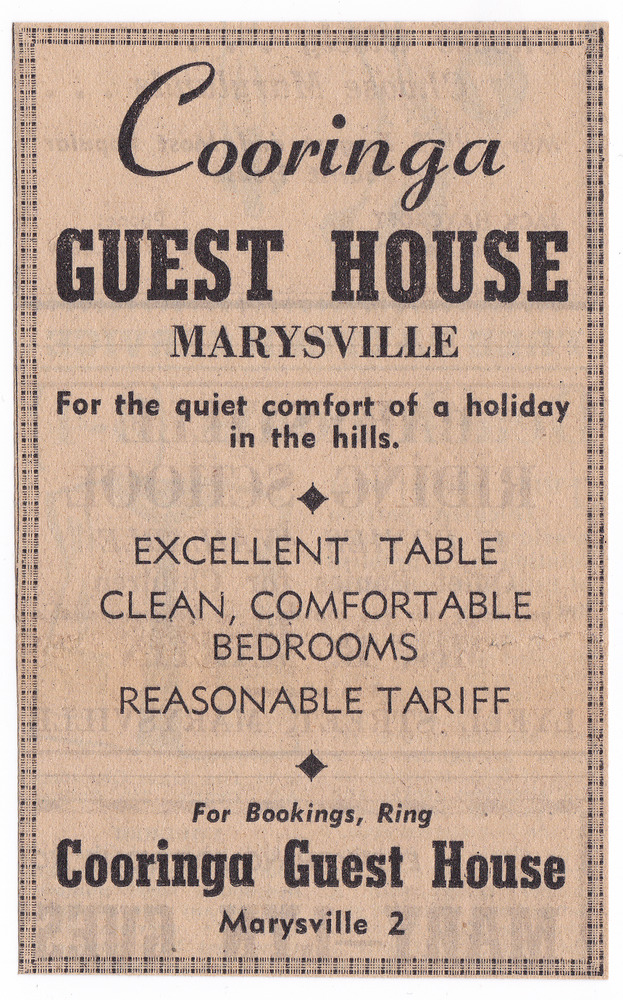 Cooringa
GUEST HOUSE
MARYSVILLE
For the quiet comfort of a holiday
in the hills.
EXCELLENT TABLE
CLEAN, COMFORTABLE
BEDROOMS
REASONABLE TARIFF
For Bookings, Ring
Cooringa Guest House
Marysville 2